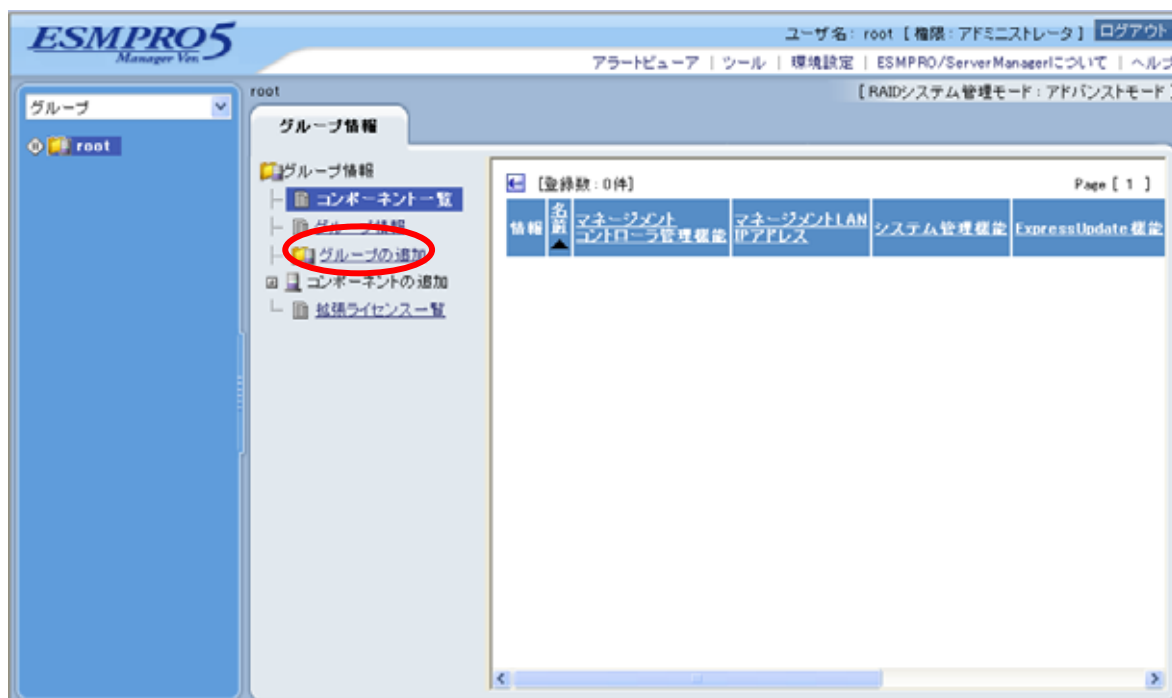 ESMPRO5
Manager Ver.
ユーザ名: root [ 権限 : アドミニストレータ ] ログアウト
アラートビューア | ツール | 環境設定 | ESMPRO/ServerManagerについて | ヘルプ
グループ
root
root
[ RAIDシステム管理モード : アドバンストモード ]
グループ情報
グループ情報
コンポーネント一覧
グループ情報
グループの追加
コンポーネントの追加
拡張ライセンス一覧
[登録数 : 0件]
Page [ 1 ]
情報 名前 マネージメントコントローラ管理機能 マネージメントLAN IPアドレス システム管理機能 ExpressUpdate機能